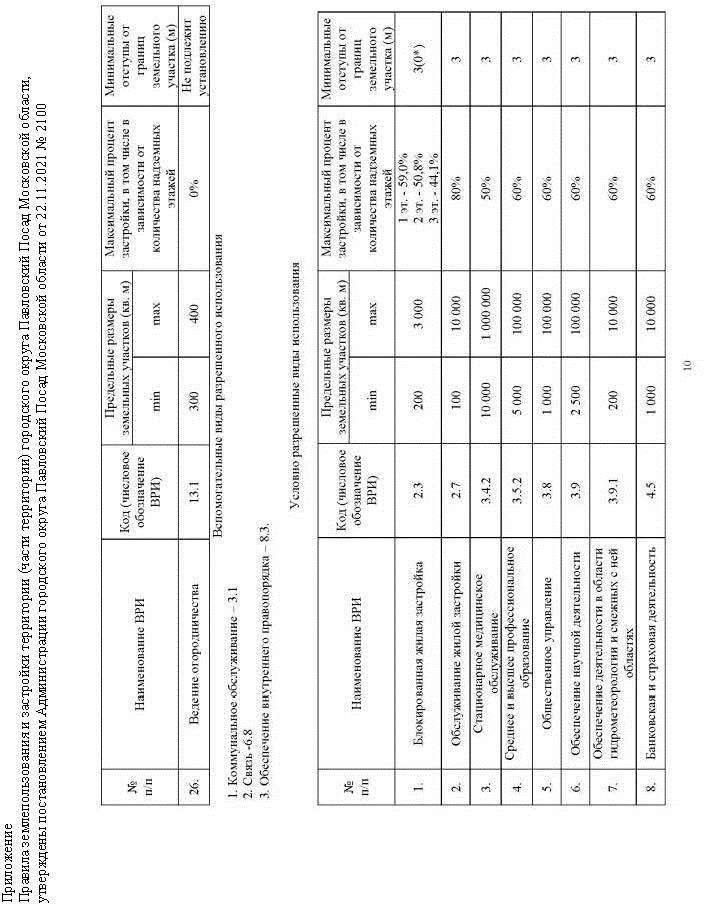 Приложение
Правила землепользования и застройки территории (части территории) городского округа Павловский Посад Московской области,
утверждены постановлением Администрации городского округа Павловский Посад Московской области от 22.11.2021 № 2100
№ п/п | Наименование ВРИ | Код (числовое обозначение ВРИ) | Предельные размеры земельных участков (кв. м) | Максимальный процент застройки, в том числе в зависимости от количества надземных этажей | Минимальные отступы от границ земельного участка (м)
min | max
26. | Ведение огородничества | 13.1 | 300 | 400 | 0% | Не подлежит установлению
Вспомогательные виды разрешенного использования
1. Коммунальное обслуживание – 3.1
2. Связь -6.8
3. Обеспечение внутреннего правопорядка – 8.3.
Условно разрешенные виды использования
№ п/п | Наименование ВРИ | Код (числовое обозначение ВРИ) | Предельные размеры земельных участков (кв. м) | Максимальный процент застройки, в том числе в зависимости от количества надземных этажей | Минимальные отступы от границ земельного участка (м)
min | max
1. | Блокированная жилая застройка | 2.3 | 200 | 3 000 | 1 эт. - 59,0% 2 эт. - 50,8% 3 эт. - 44,1% | 3(0*)
2. | Обслуживание жилой застройки | 2.7 | 100 | 10 000 | 80% | 3
3. | Стационарное медицинское обслуживание | 3.4.2 | 10 000 | 1 000 000 | 50% | 3
4. | Среднее и высшее профессиональное образование | 3.5.2 | 5 000 | 100 000 | 60% | 3
5. | Общественное управление | 3.8 | 1 000 | 100 000 | 60% | 3
6. | Обеспечение научной деятельности | 3.9 | 2 500 | 100 000 | 60% | 3
7. | Обеспечение деятельности в области гидрометеорологии и смежных с ней областях | 3.9.1 | 200 | 10 000 | 60% | 3
8. | Банковская и страховая деятельность | 4.5 | 1 000 | 10 000 | 60% | 3
10